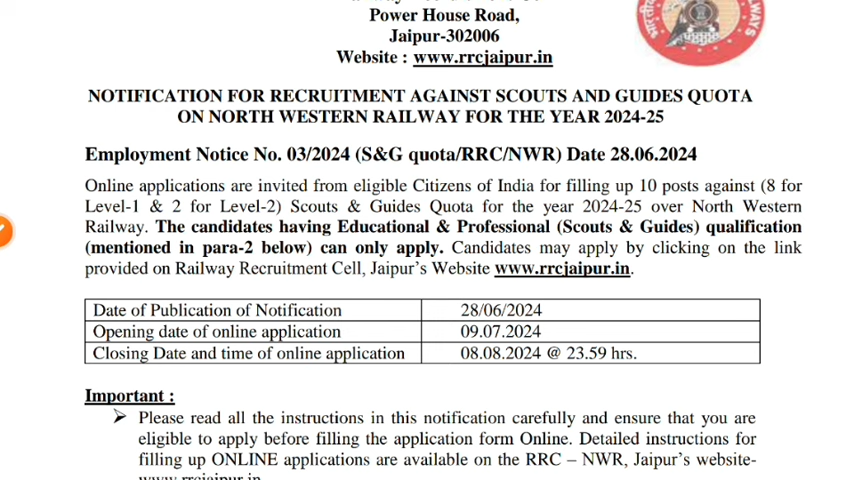 Power House Road,
Jaipur-302006
Website : www.rrcjaipur.in
NOTIFICATION FOR RECRUITMENT AGAINST SCOUTS AND GUIDES QUOTA
ON NORTH WESTERN RAILWAY FOR THE YEAR 2024-25
Employment Notice No. 03/2024 (S&G quota/RRC/NWR) Date 28.06.2024
Online applications are invited from eligible Citizens of India for filling up 10 posts against (8 for
Level-1 & 2 for Level-2) Scouts & Guides Quota for the year 2024-25 over North Western
Railway. The candidates having Educational & Professional (Scouts & Guides) qualification
(mentioned in para-2 below) can only apply. Candidates may apply by clicking on the link
provided on Railway Recruitment Cell, Jaipur's Website www.rrcjaipur.in.
Date of Publication of Notification 28/06/2024
Opening date of online application 09.07.2024
Closing Date and time of online application 08.08.2024 @ 23.59 hrs.
Important :
➢ Please read all the instructions in this notification carefully and ensure that you are
eligible to apply before filling the application form Online. Detailed instructions for
filling up ONLINE applications are available on the RRC – NWR, Jaipur's website-
www.rrcjaipur.in